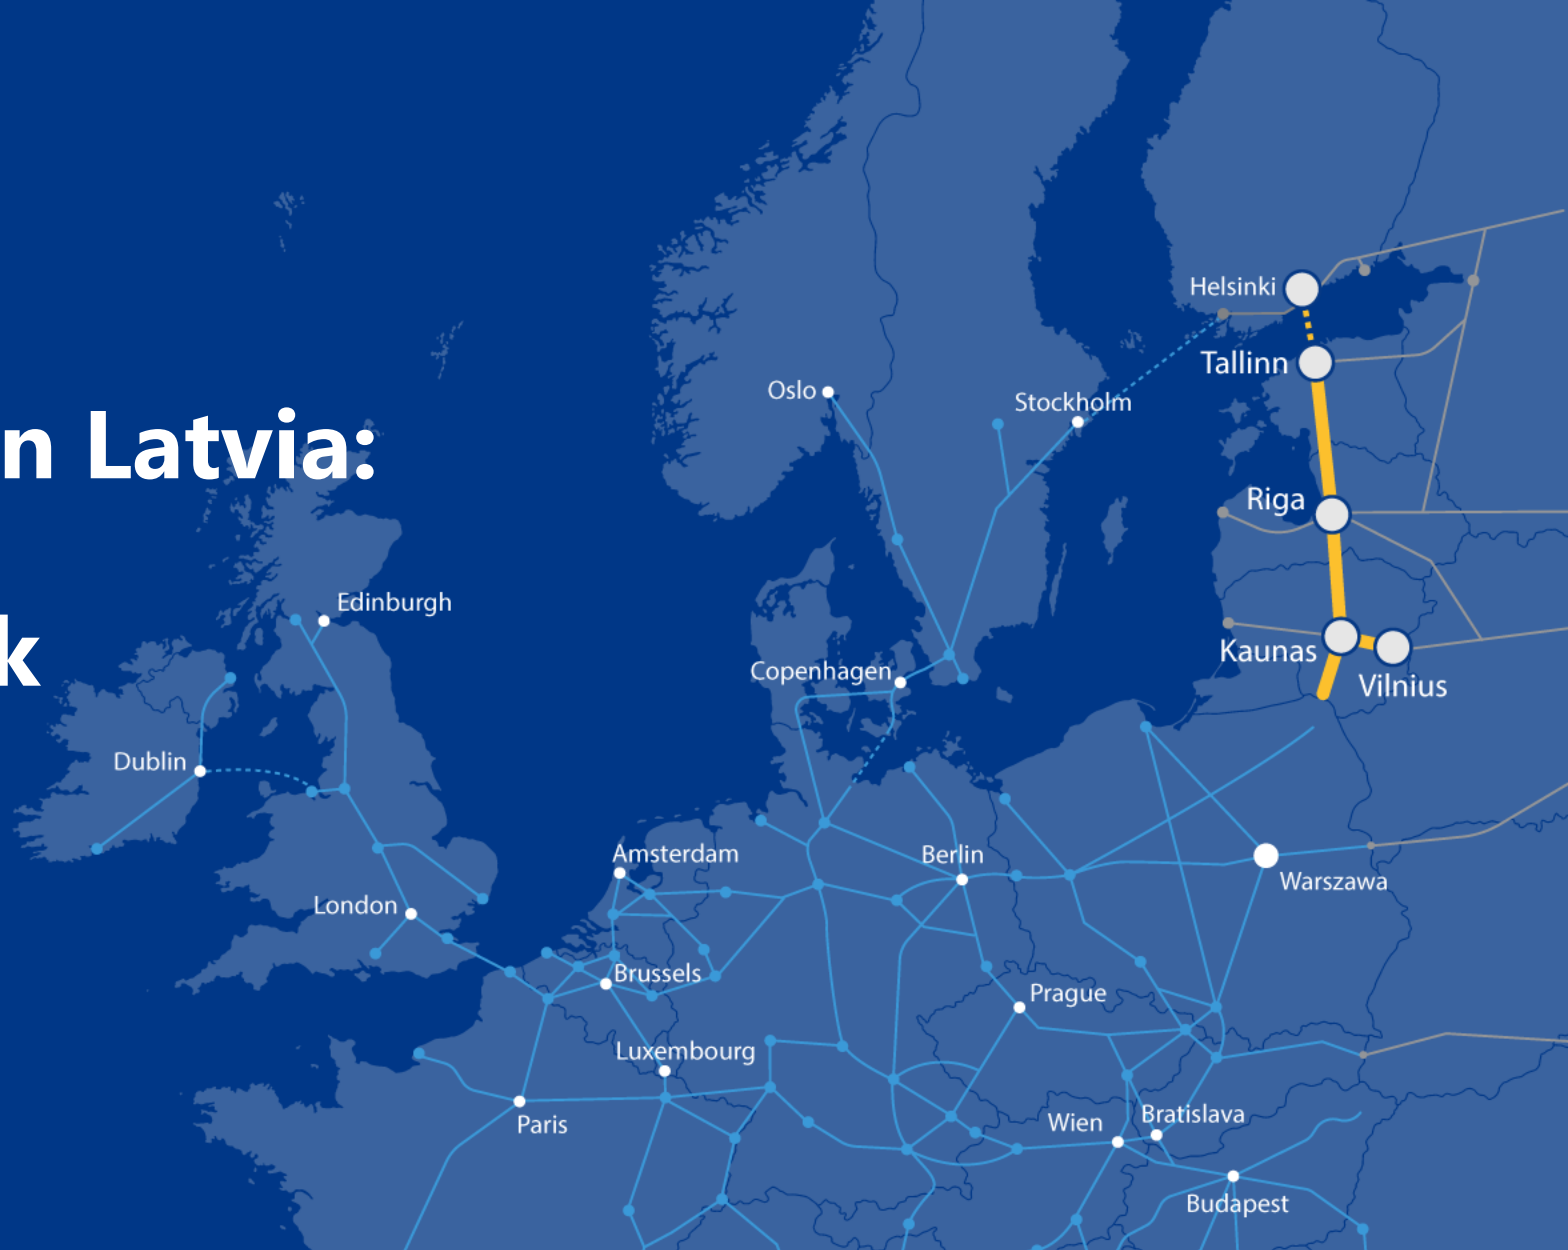 n Latvia:
k
Helsinki
Tallinn
Oslo
Stockholm
Riga
Edinburgh
Kaunas
Copenhagen
Vilnius
Dublin
Amsterdam
Berlin
Warszawa
London
Brussels
Prague
Luxembourg
Bratislava
Wien
Paris
Budapest